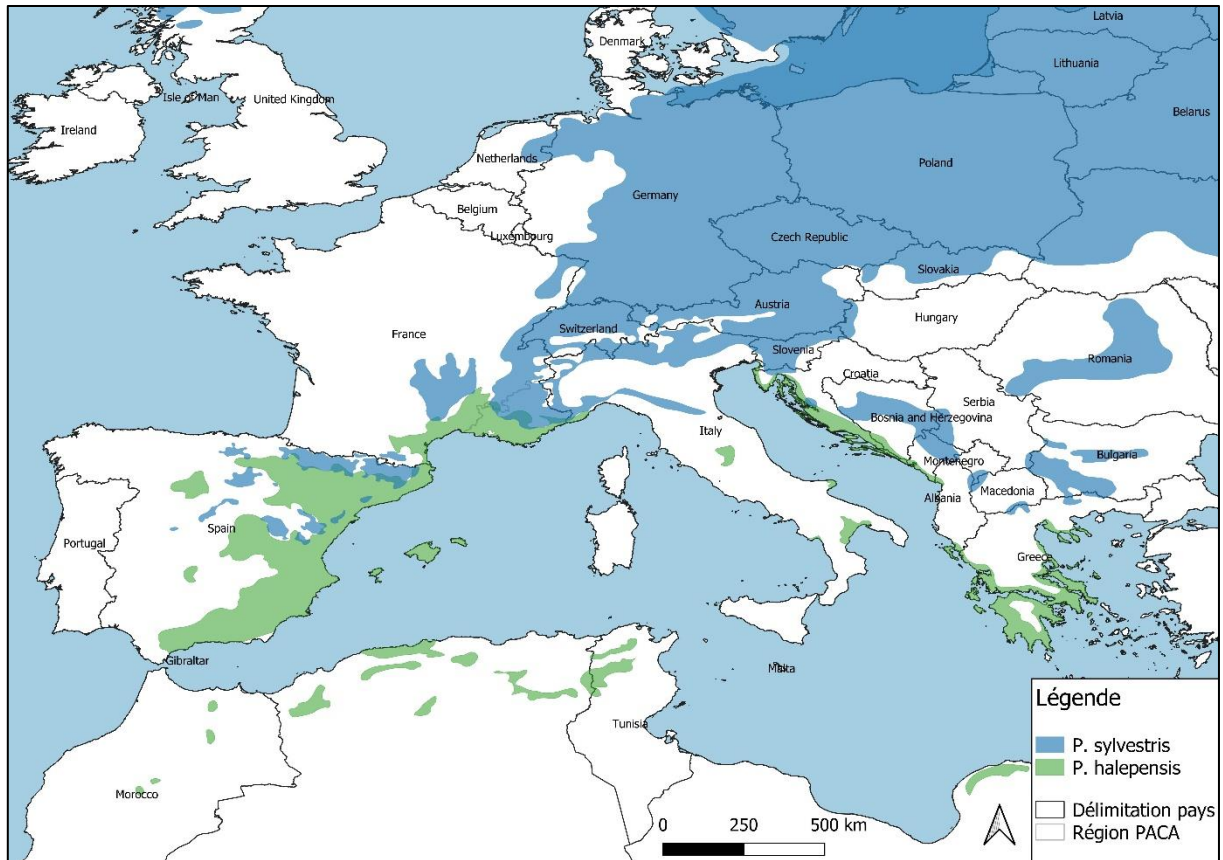 Latvia
Denmark
Lithuania
Isle of Man
United Kingdom
Belarus
Ireland
Netherlands
Poland
Germany
Belgium
Luxembourg
Czech Republic
Slovakia
Austria
Hungary
Switzerland
France
Slovenia
Romania
Croatia
Serbia
Bosnia and Herzegovina
Italy
Bulgaria
Montenegro
Macedonia
Albania
Spain
Portugal
Greece
Gibraltar
Malta
Tunisia
Morocco
Légende
P. sylvestris
P. halepensis
Délimitation pays
Région PACA
0 250 500 km